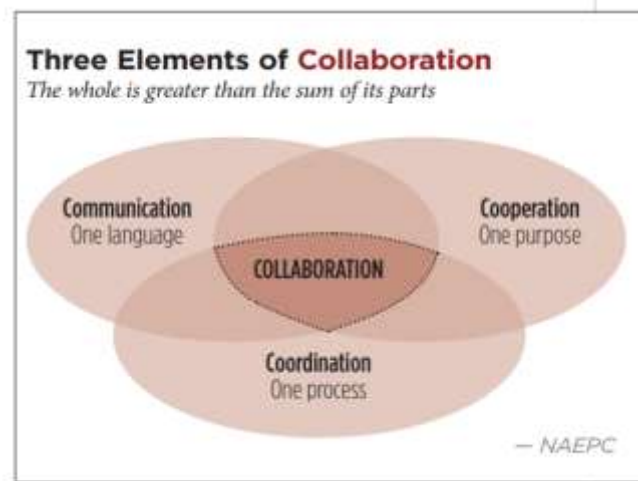 Three Elements of Collaboration
The whole is greater than the sum of its parts
Communication
One language
Cooperation
One purpose
COLLABORATION
Coordination
One process
— NAEPC